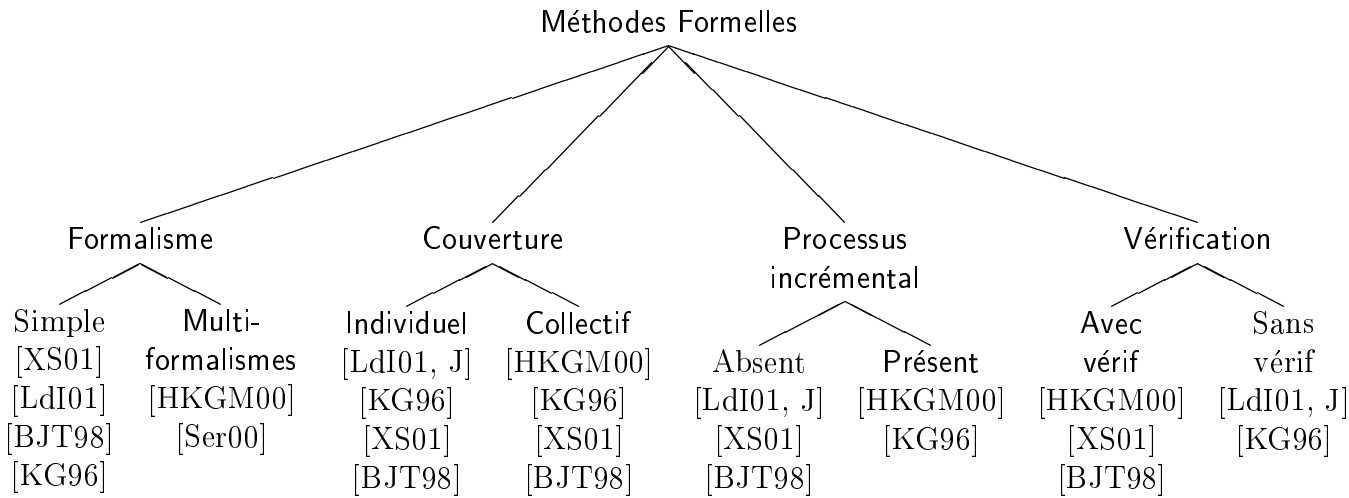 Méthodes Formelles
Formalisme
Simple
[XS01]
[LdI01]
[BJT98]
[KG96]
Multi-
formalismes
[HKGM00]
[Ser00]
Couverture
Individuel
[LdI01, J]
[KG96]
[XS01]
[BJT98]
Collectif
[HKGM00]
[KG96]
[XS01]
[BJT98]
Processus
incrémental
Absent
[LdI01, J]
[XS01]
[BJT98]
Présent
[HKGM00]
[KG96]
Vérification
Avec
vérif
[HKGM00]
[XS01]
[BJT98]
Sans
vérif
[LdI01, J]
[KG96]